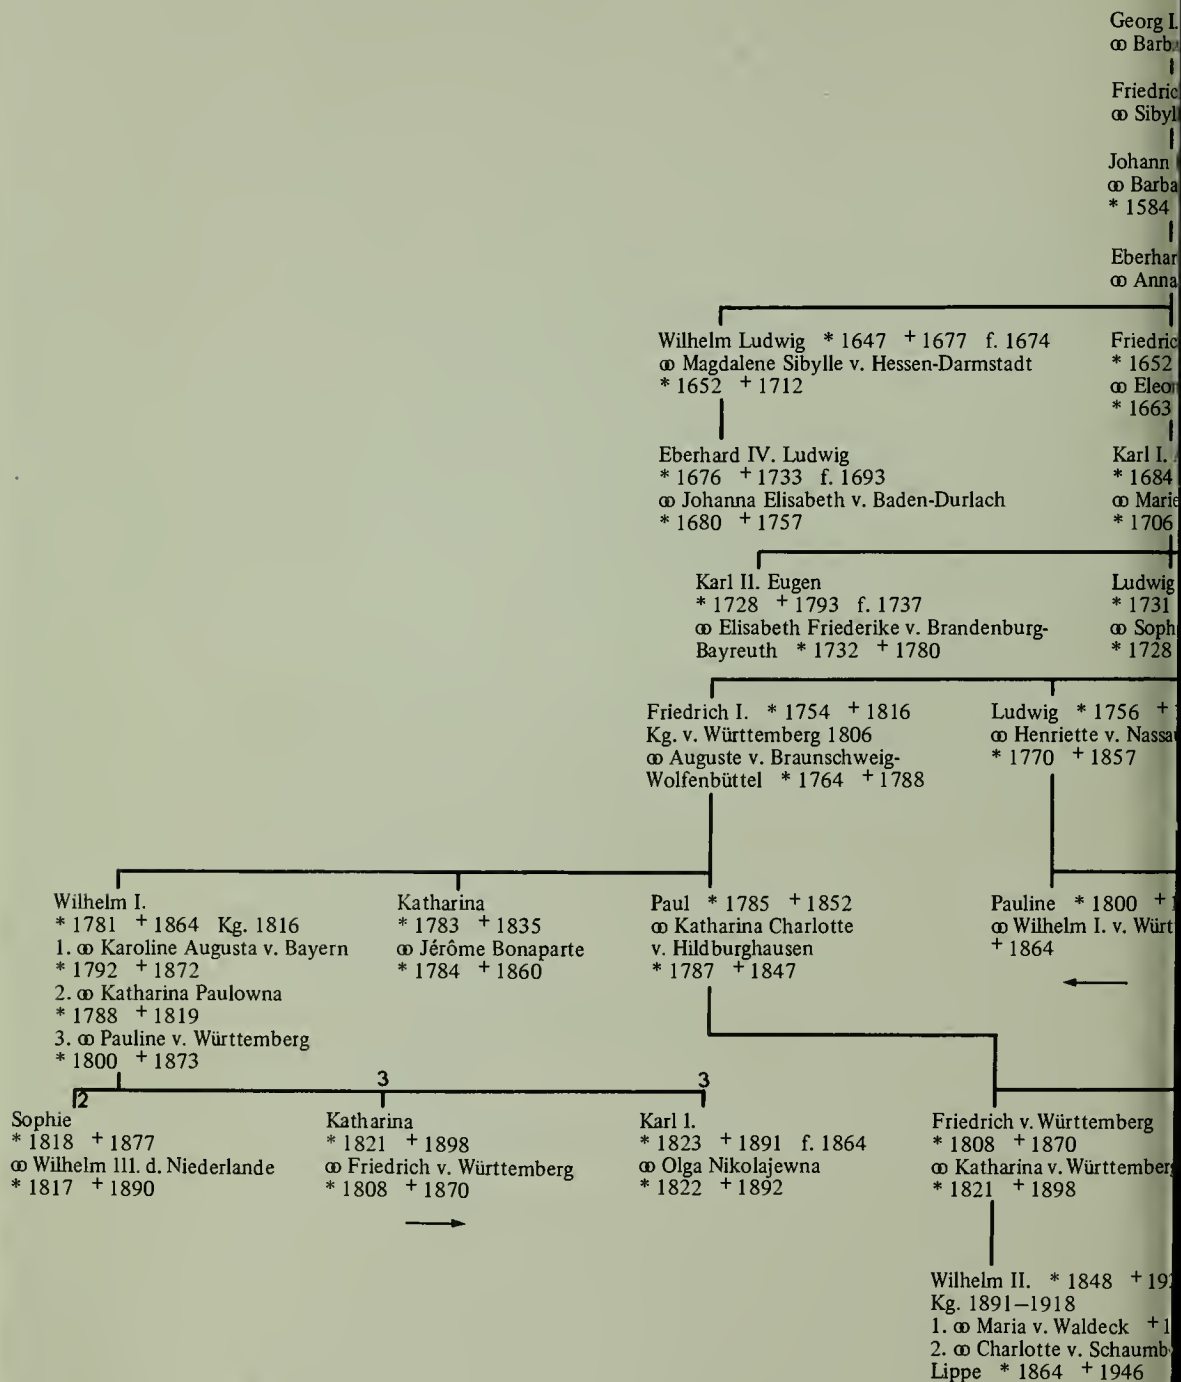 Georg I.
⚭
Friedric
⚭ Sibyl
Johann
⚭ Barba
* 1584
Eberhar
⚭ Anna
Wilhelm Ludwig * 1647 + 1677 f. 1674
⚭ Magdalene Sibylle v. Hessen-Darmstadt
* 1652 + 1712
Friedric
* 1652
⚭
* 1663
Eberhard IV. Ludwig
* 1676 + 1733 f. 1693
⚭ Johanna Elisabeth v. Baden-Durlach
* 1680 + 1757
Karl I.
* 1684
⚭ Marie
* 1706
Karl II. Eugen
* 1728 + 1793 f. 1737
⚭ Elisabeth Friederike v. Brandenburg-
Bayreuth * 1732 + 1780
Ludwig
* 1731
⚭ Soph
* 1728
Friedrich I. * 1754 + 1816
Kg. v. Württemberg 1806
⚭ Auguste v. Braunschweig-
Wolfenbüttel * 1764 + 1788
Ludwig * 1756 +
⚭ Henriette v. Nassau
* 1770 + 1857
Wilhelm I.
* 1781 + 1864 Kg. 1816
1. ⚭ Karoline Augusta v. Bayern
* 1792 + 1872
2. ⚭ Katharina Paulowna
* 1788 + 1819
3. ⚭ Pauline v. Württemberg
* 1800 + 1873
Katharina
* 1783 + 1835
⚭ Jérôme Bonaparte
* 1784 + 1860
Paul * 1785 + 1852
⚭ Katharina Charlotte
v. Hildburghausen
* 1787 + 1847
Pauline * 1800 +
⚭ Wilhelm I. v. Würt
+ 1864
2
3
3
Sophie
* 1818 + 1877
⚭ Wilhelm III. d. Niederlande
* 1817 + 1890
Katharina
* 1821 + 1898
⚭ Friedrich v. Württemberg
* 1808 + 1870
Karl I.
* 1823 + 1891 f. 1864
⚭ Olga Nikolajewna
* 1822 + 1892
Friedrich v. Württemberg
* 1808 + 1870
⚭ Katharina v. Württemberg
* 1821 + 1898
Wilhelm II. * 1848 + 192
Kg. 1891–1918
1. ⚭ Maria v. Waldeck + 1
2. ⚭ Charlotte v. Schaumb
Lippe * 1864 + 1946